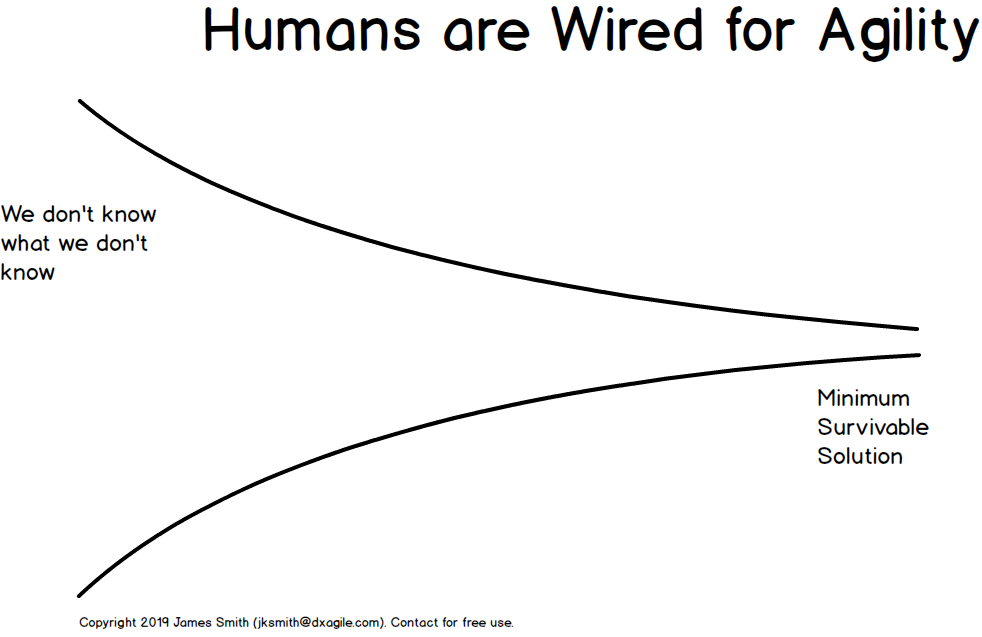 Humans are Wired for Agility
We don't know
what we don't
know
Minimum
Survivable
Solution
Copyright 2019 James Smith (jksmith@dxagile.com). Contact for free use.